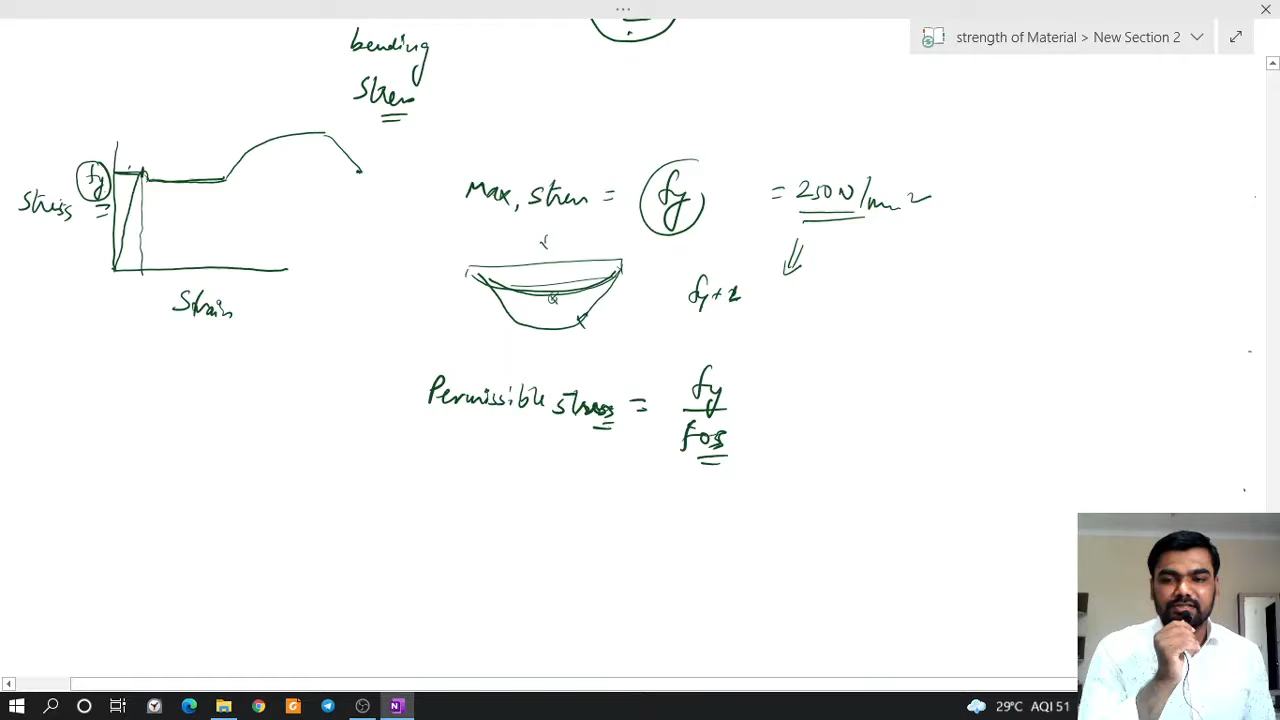 strength of Material > New Section 2
bending
Stress
fy
Stress
Strain
Max. Stress = fy = 250 N/mm2
fy+2
Permissible stress = fy
fos
29°C AQI 51